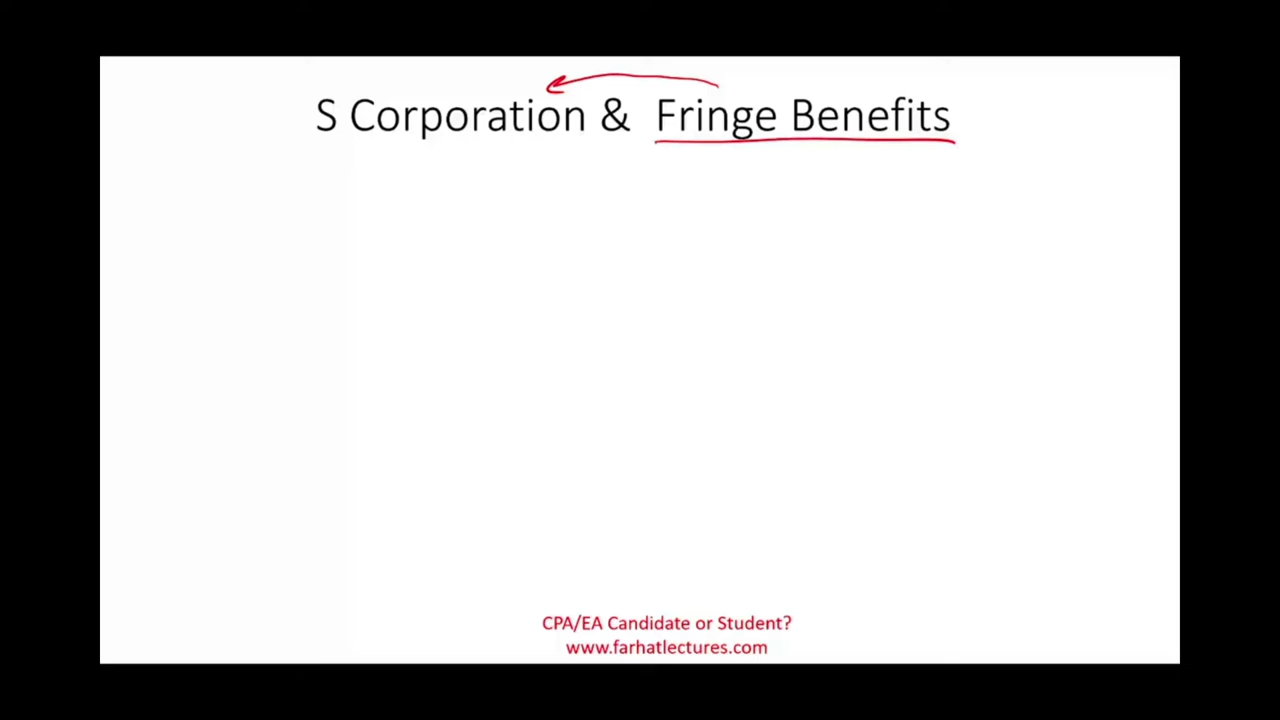 S Corporation & Fringe Benefits
CPA/EA Candidate or Student?
www.farhatlectures.com